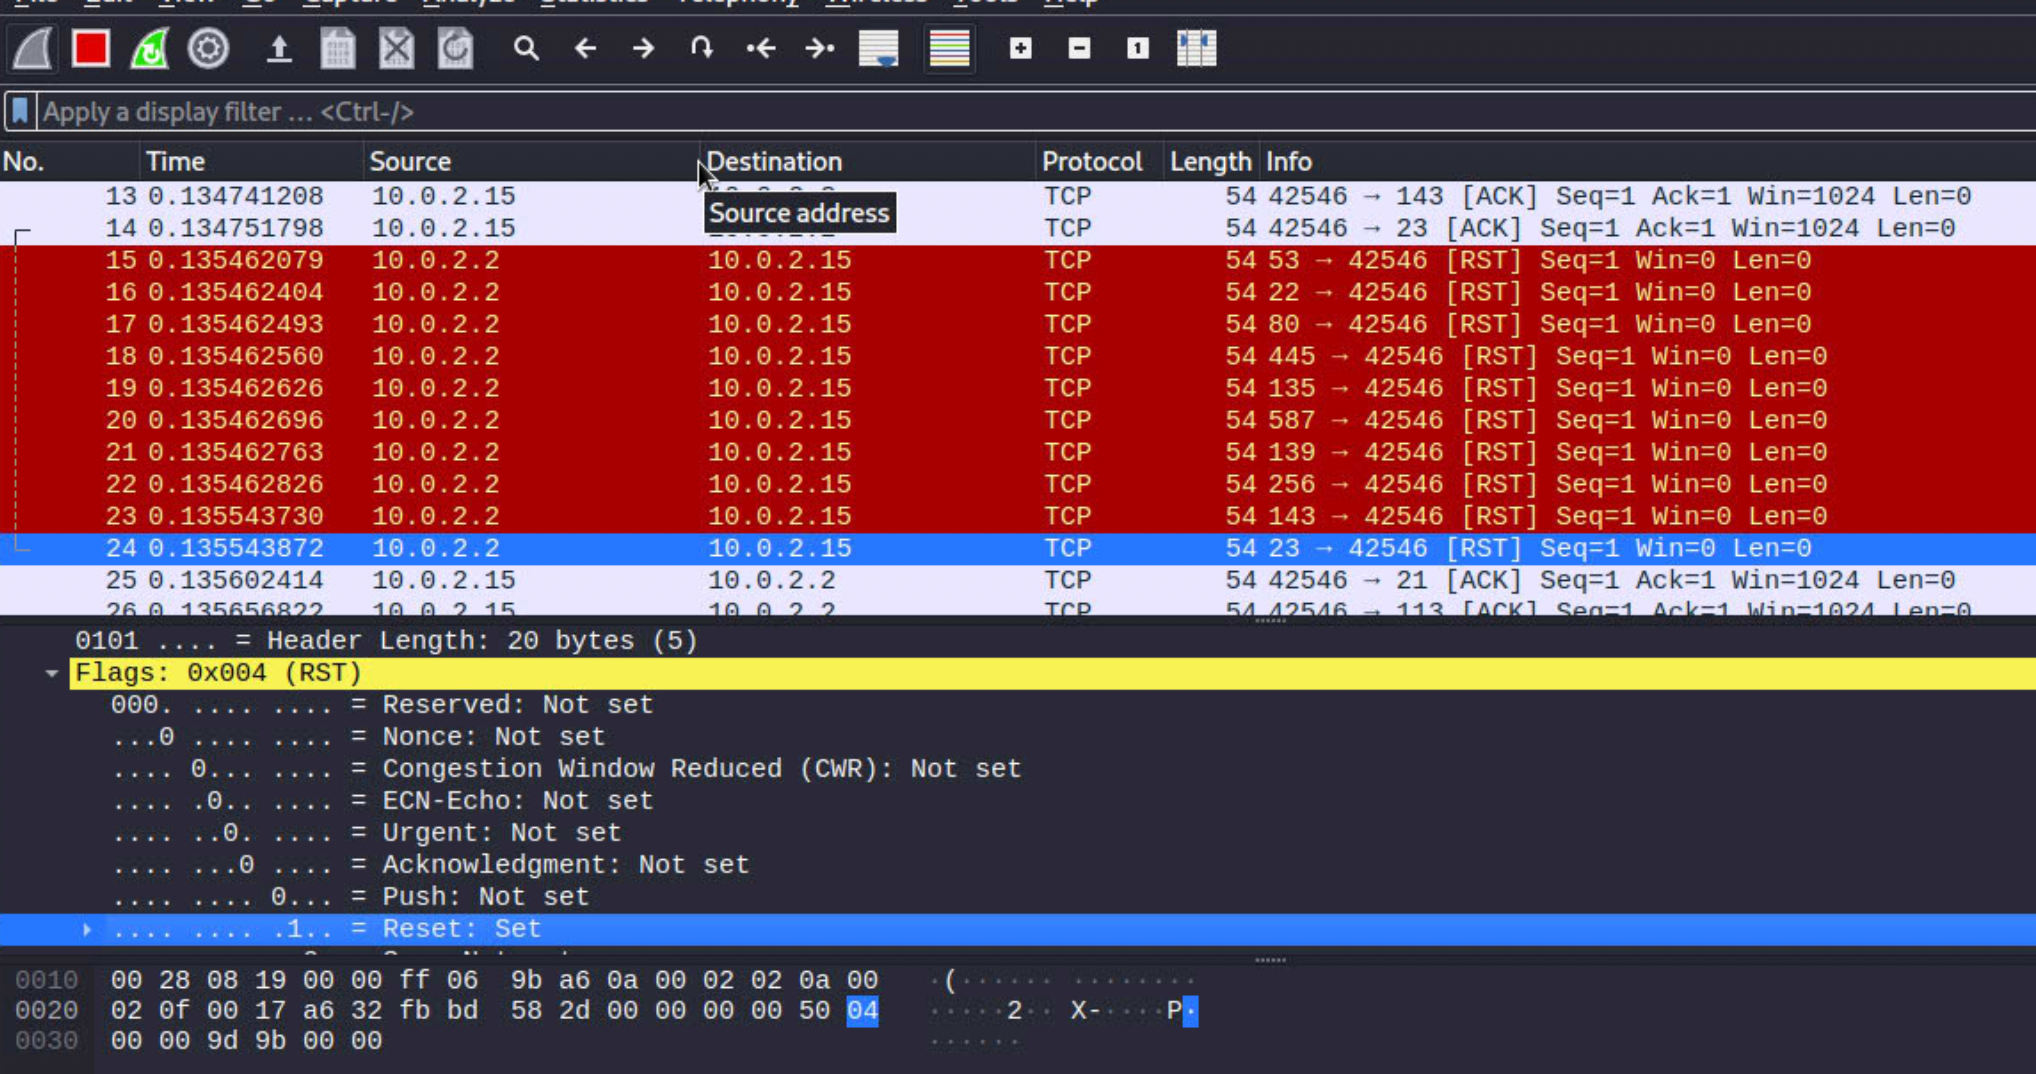 File Edit View Go Capture Analyze Statistics Telephony Wireless Tools Help
Apply a display filter ... <Ctrl-/>
No. Time Source Destination Protocol Length Info
13 0.134741208 10.0.2.15 TCP 54 42546 → 143 [ACK] Seq=1 Ack=1 Win=1024 Len=0
Source address
14 0.134751798 10.0.2.15 TCP 54 42546 → 23 [ACK] Seq=1 Ack=1 Win=1024 Len=0
15 0.135462079 10.0.2.2 10.0.2.15 TCP 54 53 → 42546 [RST] Seq=1 Win=0 Len=0
16 0.135462404 10.0.2.2 10.0.2.15 TCP 54 22 → 42546 [RST] Seq=1 Win=0 Len=0
17 0.135462493 10.0.2.2 10.0.2.15 TCP 54 80 → 42546 [RST] Seq=1 Win=0 Len=0
18 0.135462560 10.0.2.2 10.0.2.15 TCP 54 445 → 42546 [RST] Seq=1 Win=0 Len=0
19 0.135462626 10.0.2.2 10.0.2.15 TCP 54 135 → 42546 [RST] Seq=1 Win=0 Len=0
20 0.135462696 10.0.2.2 10.0.2.15 TCP 54 587 → 42546 [RST] Seq=1 Win=0 Len=0
21 0.135462763 10.0.2.2 10.0.2.15 TCP 54 139 → 42546 [RST] Seq=1 Win=0 Len=0
22 0.135462826 10.0.2.2 10.0.2.15 TCP 54 256 → 42546 [RST] Seq=1 Win=0 Len=0
23 0.135543730 10.0.2.2 10.0.2.15 TCP 54 143 → 42546 [RST] Seq=1 Win=0 Len=0
24 0.135543872 10.0.2.2 10.0.2.15 TCP 54 23 → 42546 [RST] Seq=1 Win=0 Len=0
25 0.135602414 10.0.2.15 10.0.2.2 TCP 54 42546 → 21 [ACK] Seq=1 Ack=1 Win=1024 Len=0
26 0.135656822 10.0.2.15 10.0.2.2 TCP 54 42546 → 113 [ACK] Seq=1 Ack=1 Win=1024 Len=0
0101 .... = Header Length: 20 bytes (5)
Flags: 0x004 (RST)
000. .... .... = Reserved: Not set
...0 .... .... = Nonce: Not set
.... 0... .... = Congestion Window Reduced (CWR): Not set
.... .0.. .... = ECN-Echo: Not set
.... ..0. .... = Urgent: Not set
.... ...0 .... = Acknowledgment: Not set
.... .... 0... = Push: Not set
.... .... .1.. = Reset: Set
0010 00 28 08 19 00 00 ff 06 9b a6 0a 00 02 02 0a 00 ·(······ ········
0020 02 0f 00 17 a6 32 fb bd 58 2d 00 00 00 00 50 04 ·····2·· X-····P·
0030 00 00 9d 9b 00 00 ······